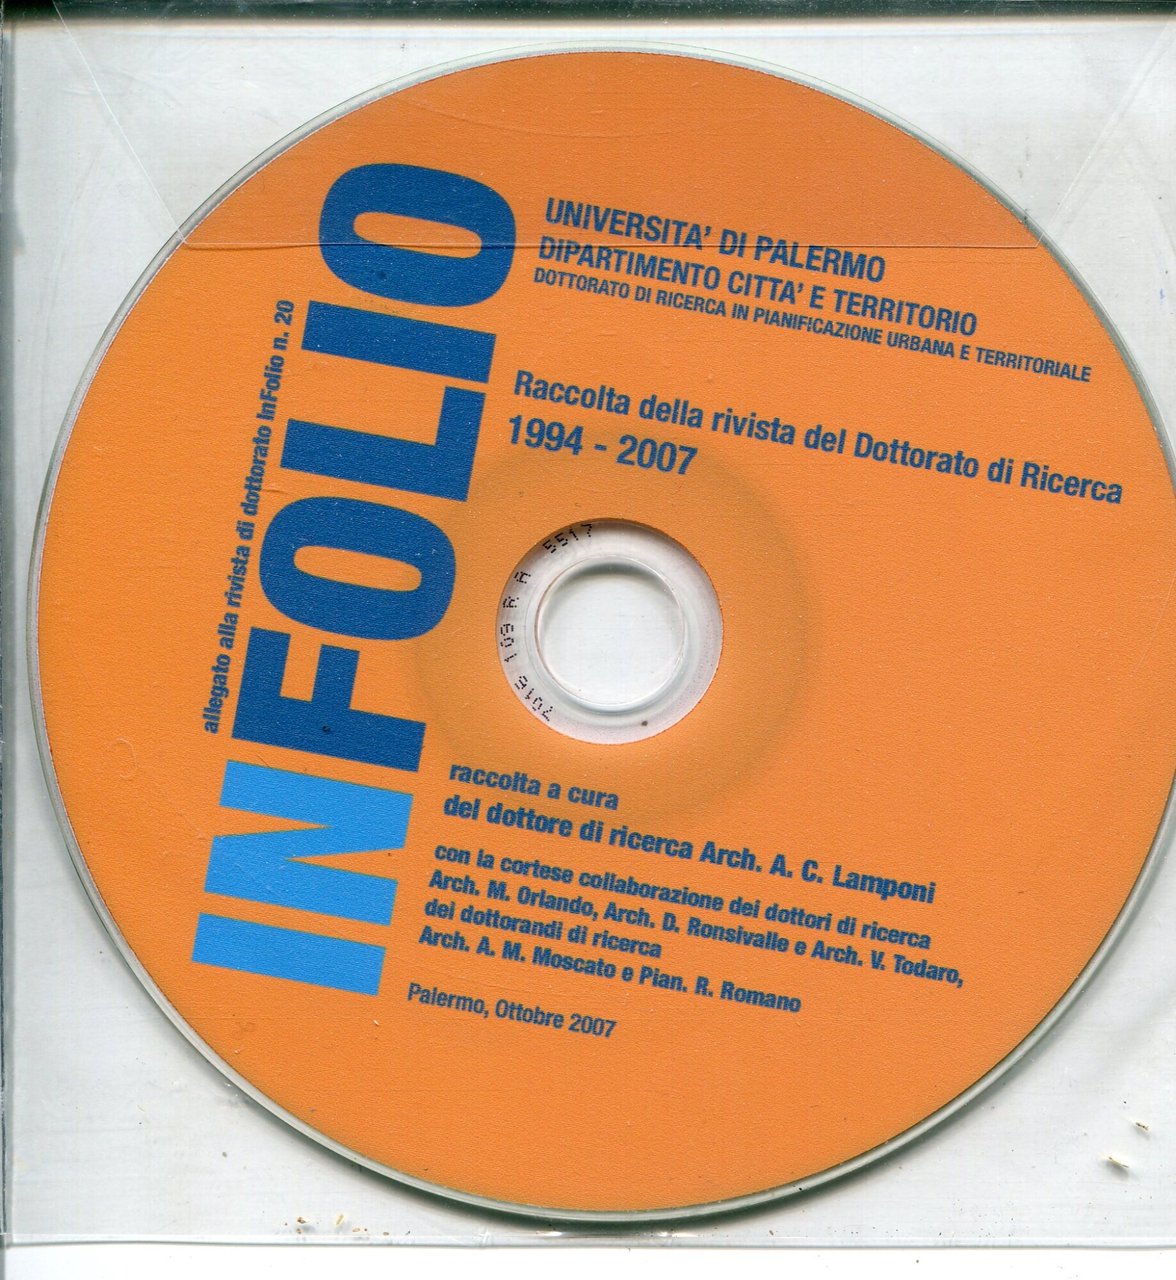 INFOLIO
allegato alla rivista di dottorato InFolio n. 20
UNIVERSITA' DI PALERMO
DIPARTIMENTO CITTA' E TERRITORIO
DOTTORATO DI RICERCA IN PIANIFICAZIONE URBANA E TERRITORIALE
Raccolta della rivista del Dottorato di Ricerca
1994 - 2007
raccolta a cura
del dottore di ricerca Arch. A. C. Lamponi
con la cortese collaborazione dei dottori di ricerca
Arch. M. Orlando, Arch. D. Ronsivalle e Arch. V. Todaro,
dei dottorandi di ricerca
Arch. A. M. Moscato e Pian. R. Romano
Palermo, Ottobre 2007